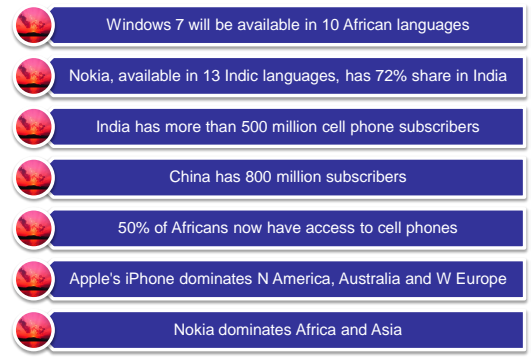 Windows 7 will be available in 10 African languages
Nokia, available in 13 Indic languages, has 72% share in India
India has more than 500 million cell phone subscribers
China has 800 million subscribers
50% of Africans now have access to cell phones
Apple's iPhone dominates N America, Australia and W Europe
Nokia dominates Africa and Asia